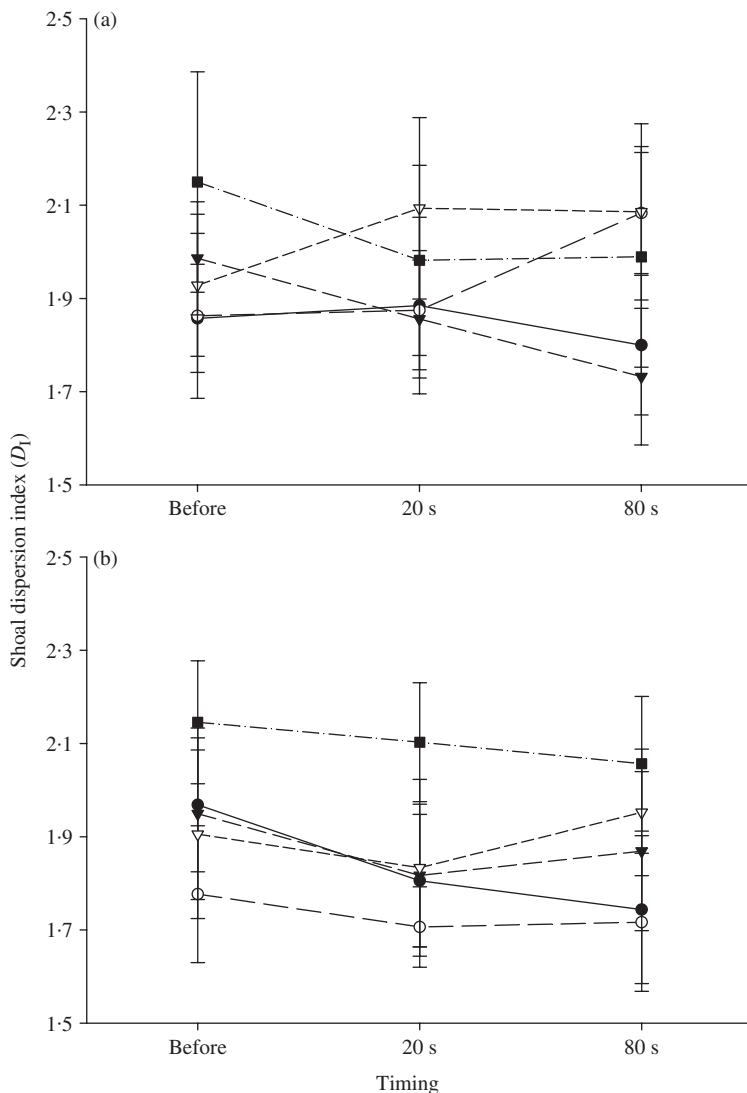 (a)
2·5
2·3
2·1
1·9
1·7
1·5
Before 20 s 80 s
Shoal dispersion index (D_I)
(b)
2·5
2·3
2·1
1·9
1·7
1·5
Before 20 s 80 s
Timing